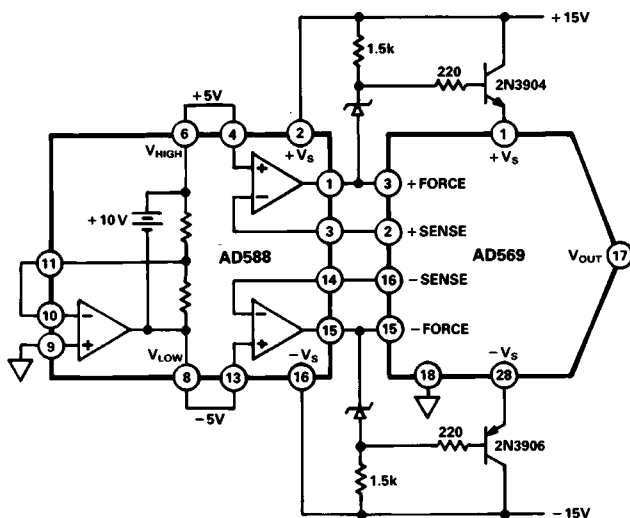 +15V
1.5k
220
2N3904
+5V
6
4
2
1
V_HIGH
+V_S
+V_S
1
3
+FORCE
+10V
3
2
+SENSE
11
AD588
AD569
V_OUT
17
14
16
−SENSE
10
15
15
−FORCE
9
V_LOW
−V_S
−V_S
8
13
16
18
28
−5V
220
2N3906
1.5k
−15V